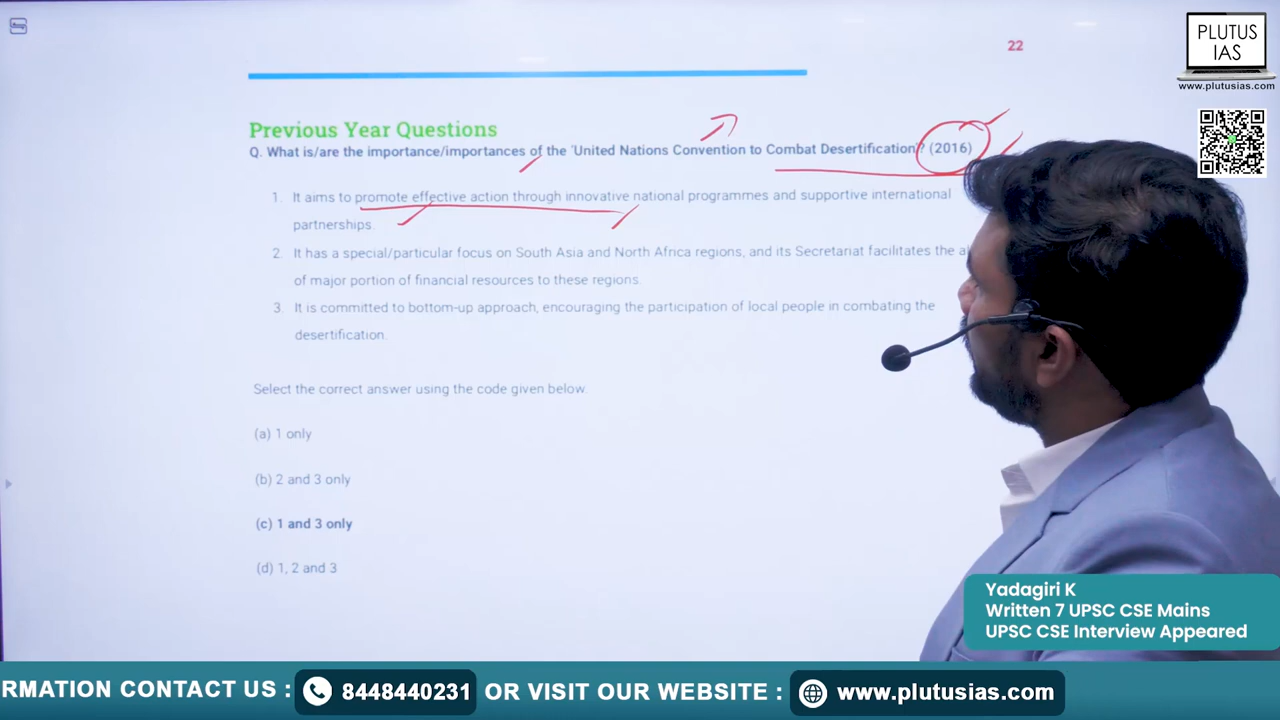 PLUTUS
IAS
www.plutusias.com
22
Previous Year Questions
Q. What is/are the importance/importances of the 'United Nations Convention to Combat Desertification'? (2016)
1. It aims to promote effective action through innovative national programmes and supportive international
partnerships.
2. It has a special/particular focus on South Asia and North Africa regions, and its Secretariat facilitates the
of major portion of financial resources to these regions.
3. It is committed to bottom-up approach, encouraging the participation of local people in combating the
desertification.
Select the correct answer using the code given below.
(a) 1 only
(b) 2 and 3 only
(c) 1 and 3 only
(d) 1, 2 and 3
Yadagiri K
Written 7 UPSC CSE Mains
UPSC CSE Interview Appeared
RMATION CONTACT US : 8448440231 OR VISIT OUR WEBSITE : www.plutusias.com